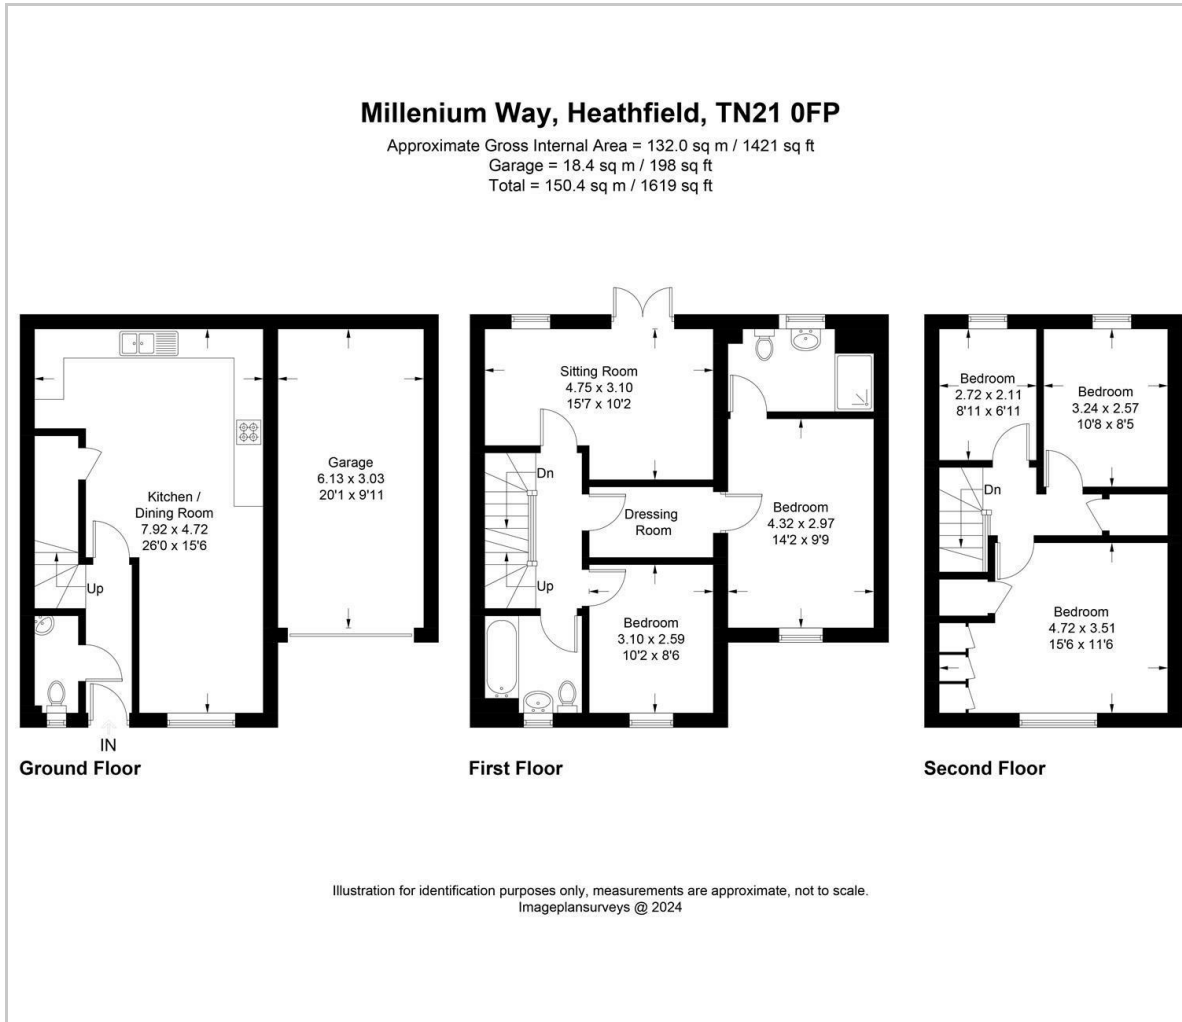 Millenium Way, Heathfield, TN21 0FP
Approximate Gross Internal Area = 132.0 sq m / 1421 sq ft
Garage = 18.4 sq m / 198 sq ft
Total = 150.4 sq m / 1619 sq ft
Kitchen /
Dining Room
7.92 x 4.72
26'0 x 15'6
Garage
6.13 x 3.03
20'1 x 9'11
Up
IN
Ground Floor
Sitting Room
4.75 x 3.10
15'7 x 10'2
Dn
Dressing
Room
Bedroom
4.32 x 2.97
14'2 x 9'9
Up
Bedroom
3.10 x 2.59
10'2 x 8'6
First Floor
Bedroom
2.72 x 2.11
8'11 x 6'11
Bedroom
3.24 x 2.57
10'8 x 8'5
Dn
Bedroom
4.72 x 3.51
15'6 x 11'6
Second Floor
Illustration for identification purposes only, measurements are approximate, not to scale.
Imageplansurveys @ 2024